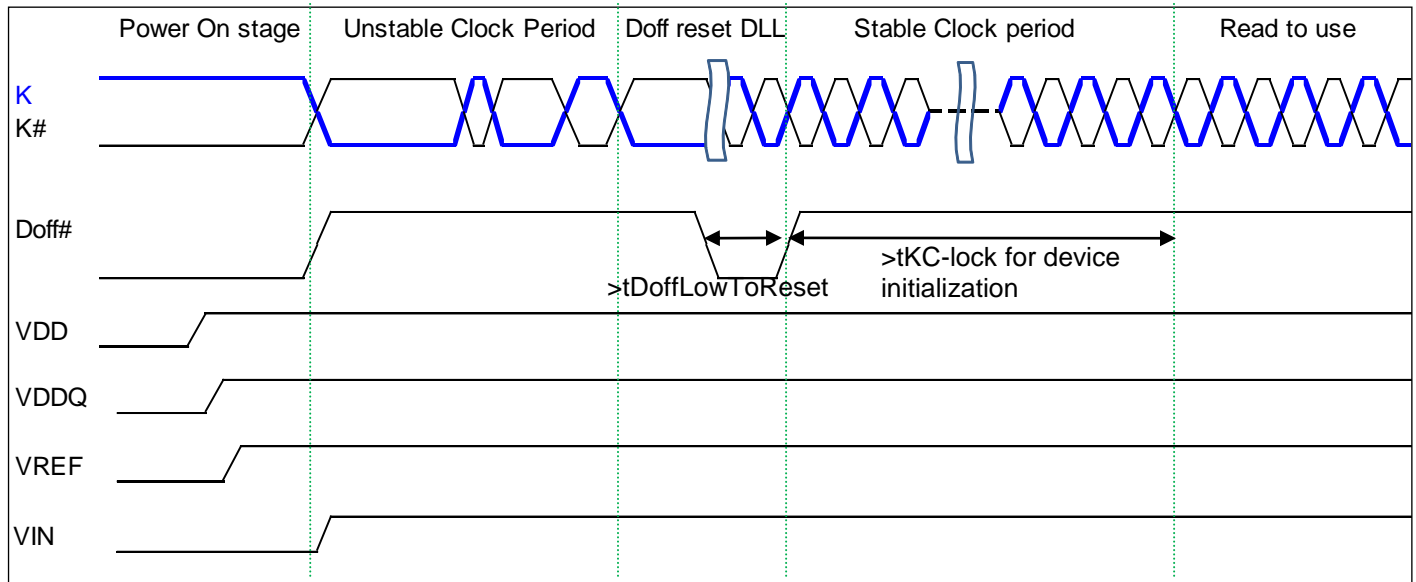 Power On stage
Unstable Clock Period
Doff reset DLL
Stable Clock period
Read to use
K
K#
Doff#
>tDoffLowToReset
>tKC-lock for device
initialization
VDD
VDDQ
VREF
VIN